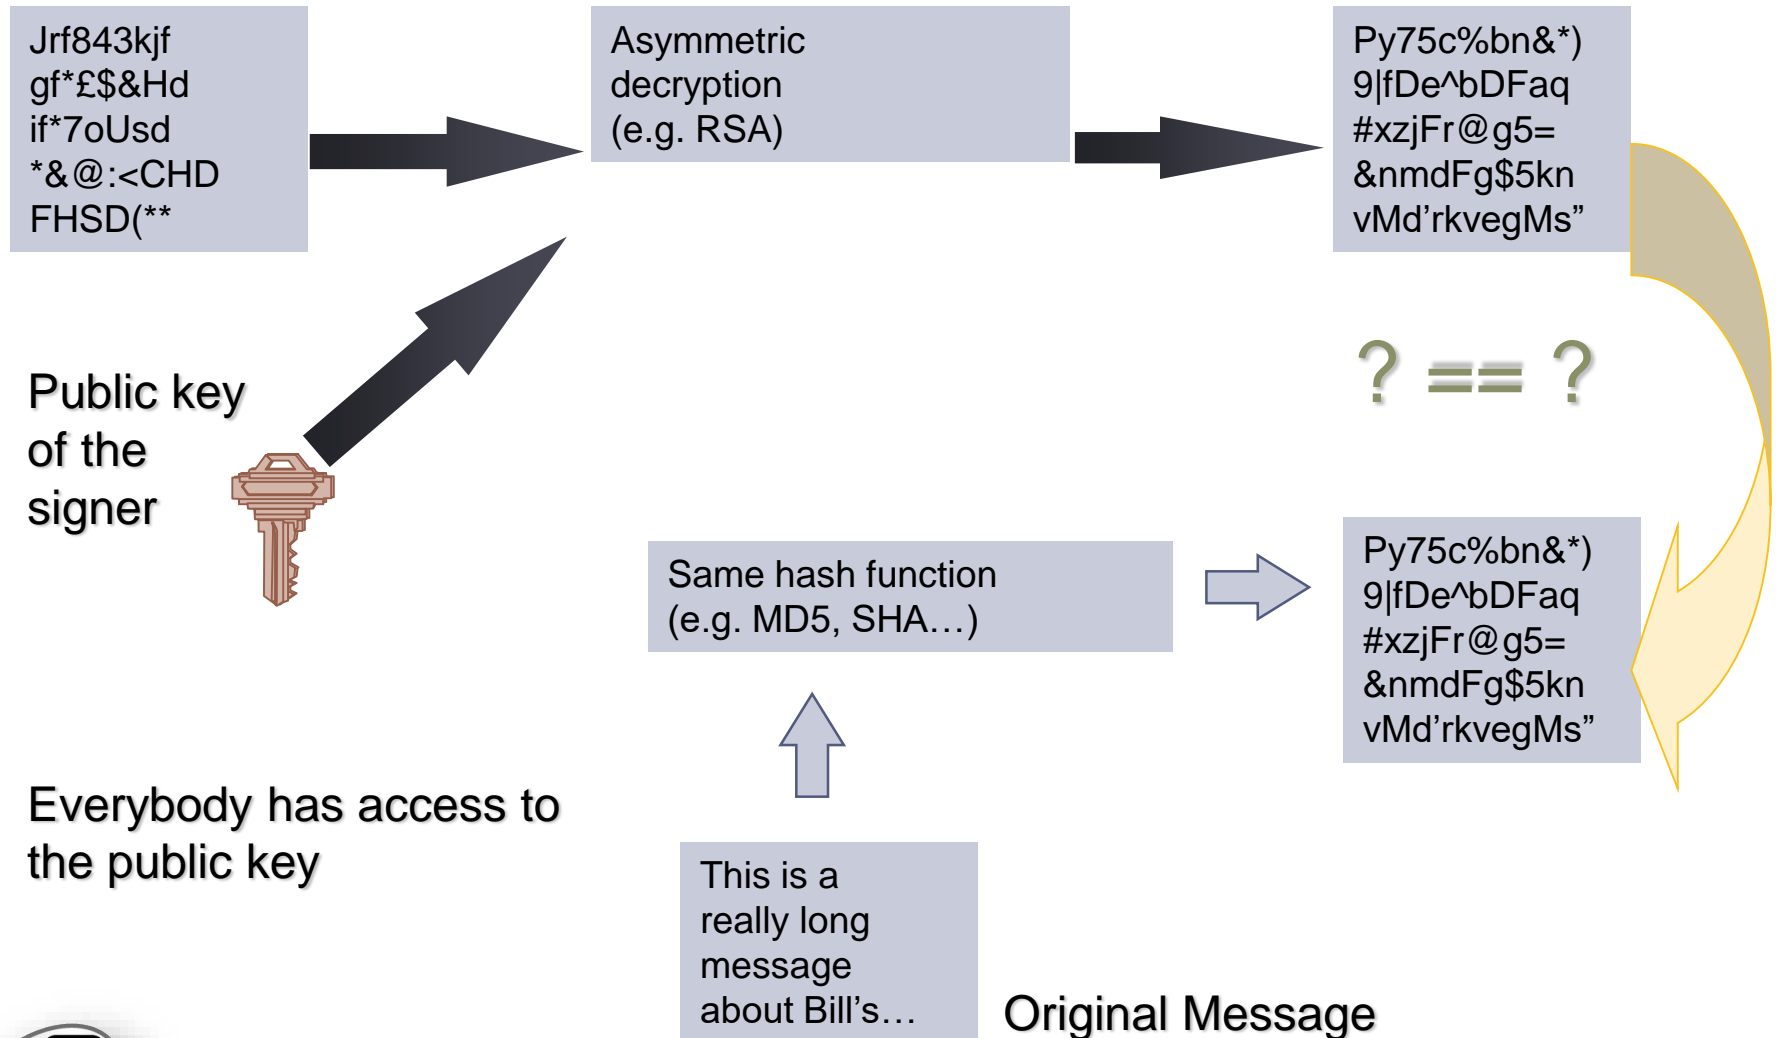 Jrf843kjf
gf*£$&Hd
if*7oUsd
*&@:<CHD
FHSD(**
Asymmetric
decryption
(e.g. RSA)
Py75c%bn&*)
9|fDe^bDFaq
#xzjFr@g5=
&nmdFg$5kn
vMd’rkvegMs”
? == ?
Public key
of the
signer
Same hash function
(e.g. MD5, SHA…)
Py75c%bn&*)
9|fDe^bDFaq
#xzjFr@g5=
&nmdFg$5kn
vMd’rkvegMs”
Everybody has access to
the public key
This is a
really long
message
about Bill’s…
Original Message